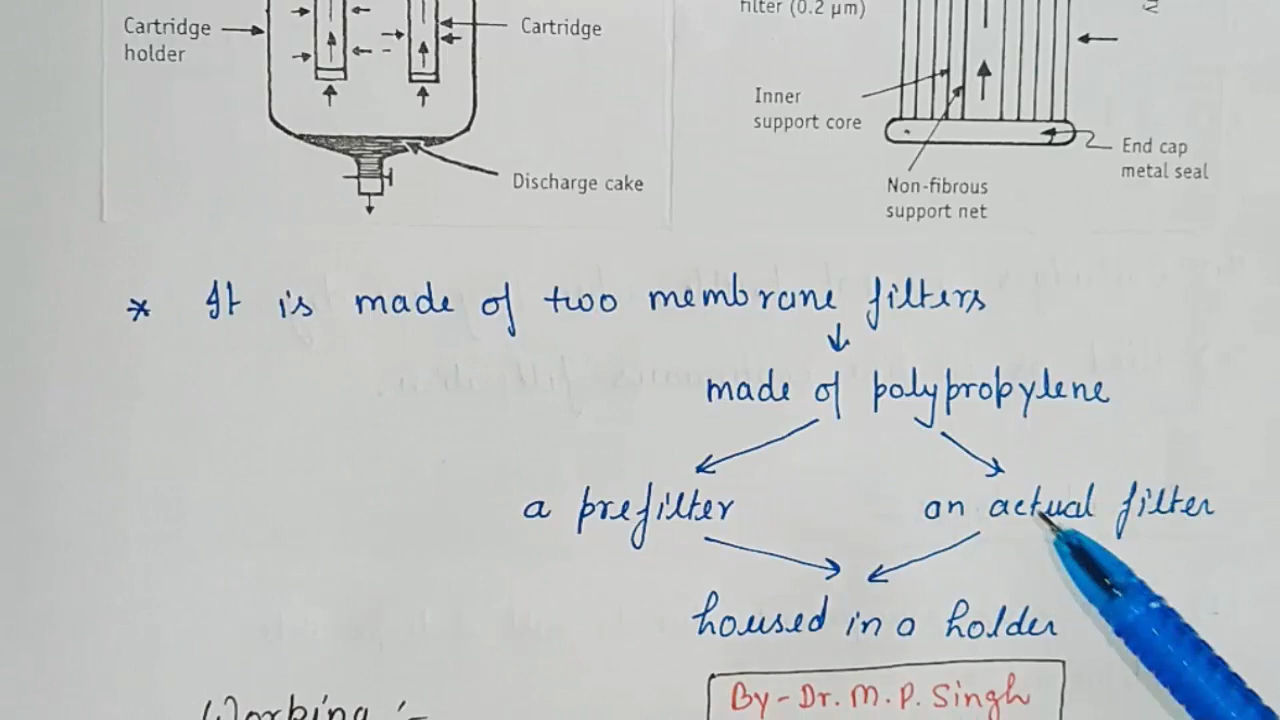 Cartridge
holder
Cartridge
Discharge cake
filter (0.2 µm)
Inner
support core
Non-fibrous
support net
End cap
metal seal
* It is made of two membrane filters
↓
made of polypropylene
a prefilter an actual filter
housed in a holder
By - Dr. M. P. Singh
Working :-